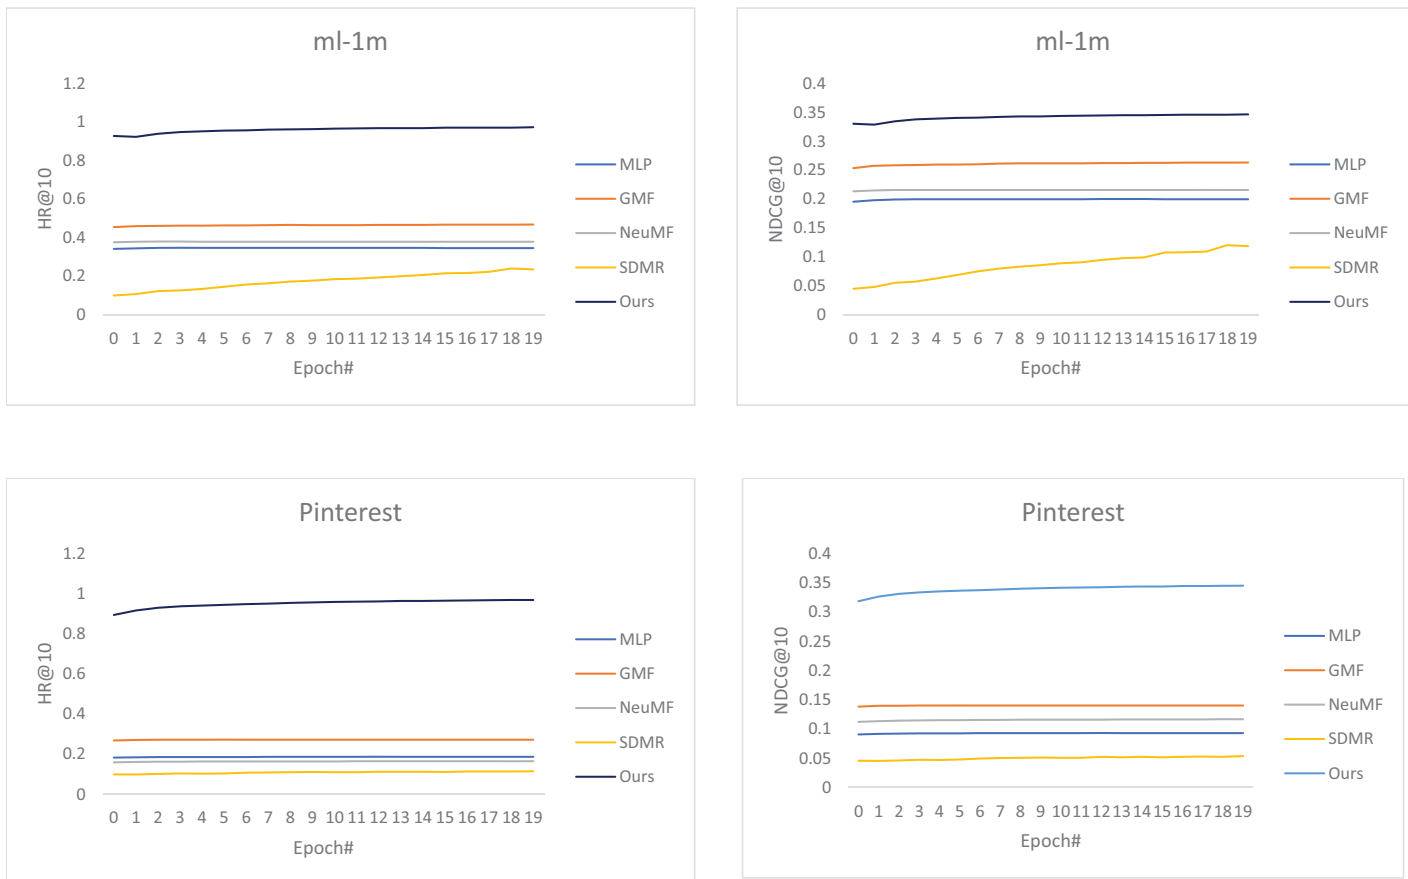 ml-1m
1.2
1
0.8
0.6
0.4
0.2
0
HR@10
0 1 2 3 4 5 6 7 8 9 10 11 12 13 14 15 16 17 18 19
Epoch#
MLP
GMF
NeuMF
SDMR
Ours
ml-1m
0.4
0.35
0.3
0.25
0.2
0.15
0.1
0.05
0
NDCG@10
0 1 2 3 4 5 6 7 8 9 10 11 12 13 14 15 16 17 18 19
Epoch#
MLP
GMF
NeuMF
SDMR
Ours
Pinterest
1.2
1
0.8
0.6
0.4
0.2
0
HR@10
0 1 2 3 4 5 6 7 8 9 10 11 12 13 14 15 16 17 18 19
Epoch#
MLP
GMF
NeuMF
SDMR
Ours
Pinterest
0.4
0.35
0.3
0.25
0.2
0.15
0.1
0.05
0
NDCG@10
0 1 2 3 4 5 6 7 8 9 10 11 12 13 14 15 16 17 18 19
Epoch#
MLP
GMF
NeuMF
SDMR
Ours